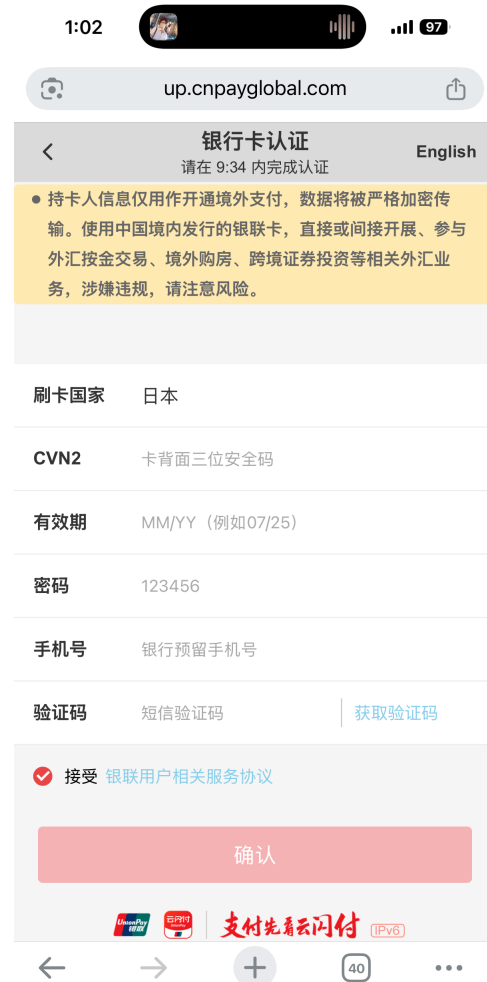 1:02
97
up.cnpayglobal.com
银行卡认证
请在 9:34 内完成认证
English
持卡人信息仅用作开通境外支付，数据将被严格加密传
输。使用中国境内发行的银联卡，直接或间接开展、参与
外汇按金交易、境外购房、跨境证券投资等相关外汇业
务，涉嫌违规，请注意风险。
刷卡国家 日本
CVN2 卡背面三位安全码
有效期 MM/YY（例如07/25）
密码 123456
手机号 银行预留手机号
验证码 短信验证码 获取验证码
接受 银联用户相关服务协议
确认
UnionPay 银联 云闪付 支付先看云闪付 IPv6
40